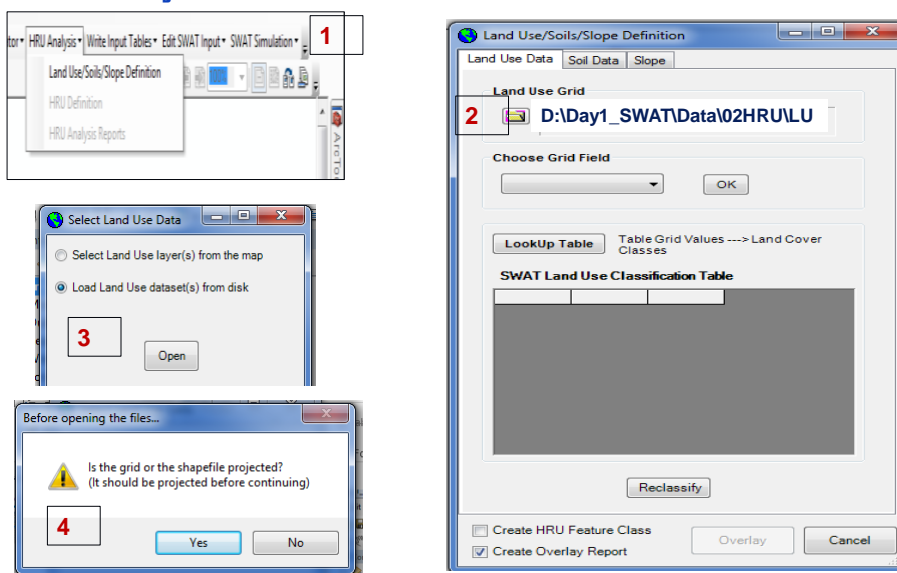 tor HRU Analysis Write Input Tables Edit SWAT Input SWAT Simulation
1
Land Use/Soils/Slope Definition
HRU Definition
HRU Analysis Reports
ArcTo
Select Land Use Data
Select Land Use layer(s) from the map
Load Land Use dataset(s) from disk
3
Open
Before opening the files...
Is the grid or the shapefile projected?
(It should be projected before continuing)
4
Yes No
Land Use/Soils/Slope Definition
Land Use Data Soil Data Slope
Land Use Grid
2
D:\Day1_SWAT\Data\02HRU\LU
Choose Grid Field
OK
LookUp Table
Table Grid Values ---> Land Cover
Classes
SWAT Land Use Classification Table
Reclassify
Create HRU Feature Class
Create Overlay Report
Overlay Cancel